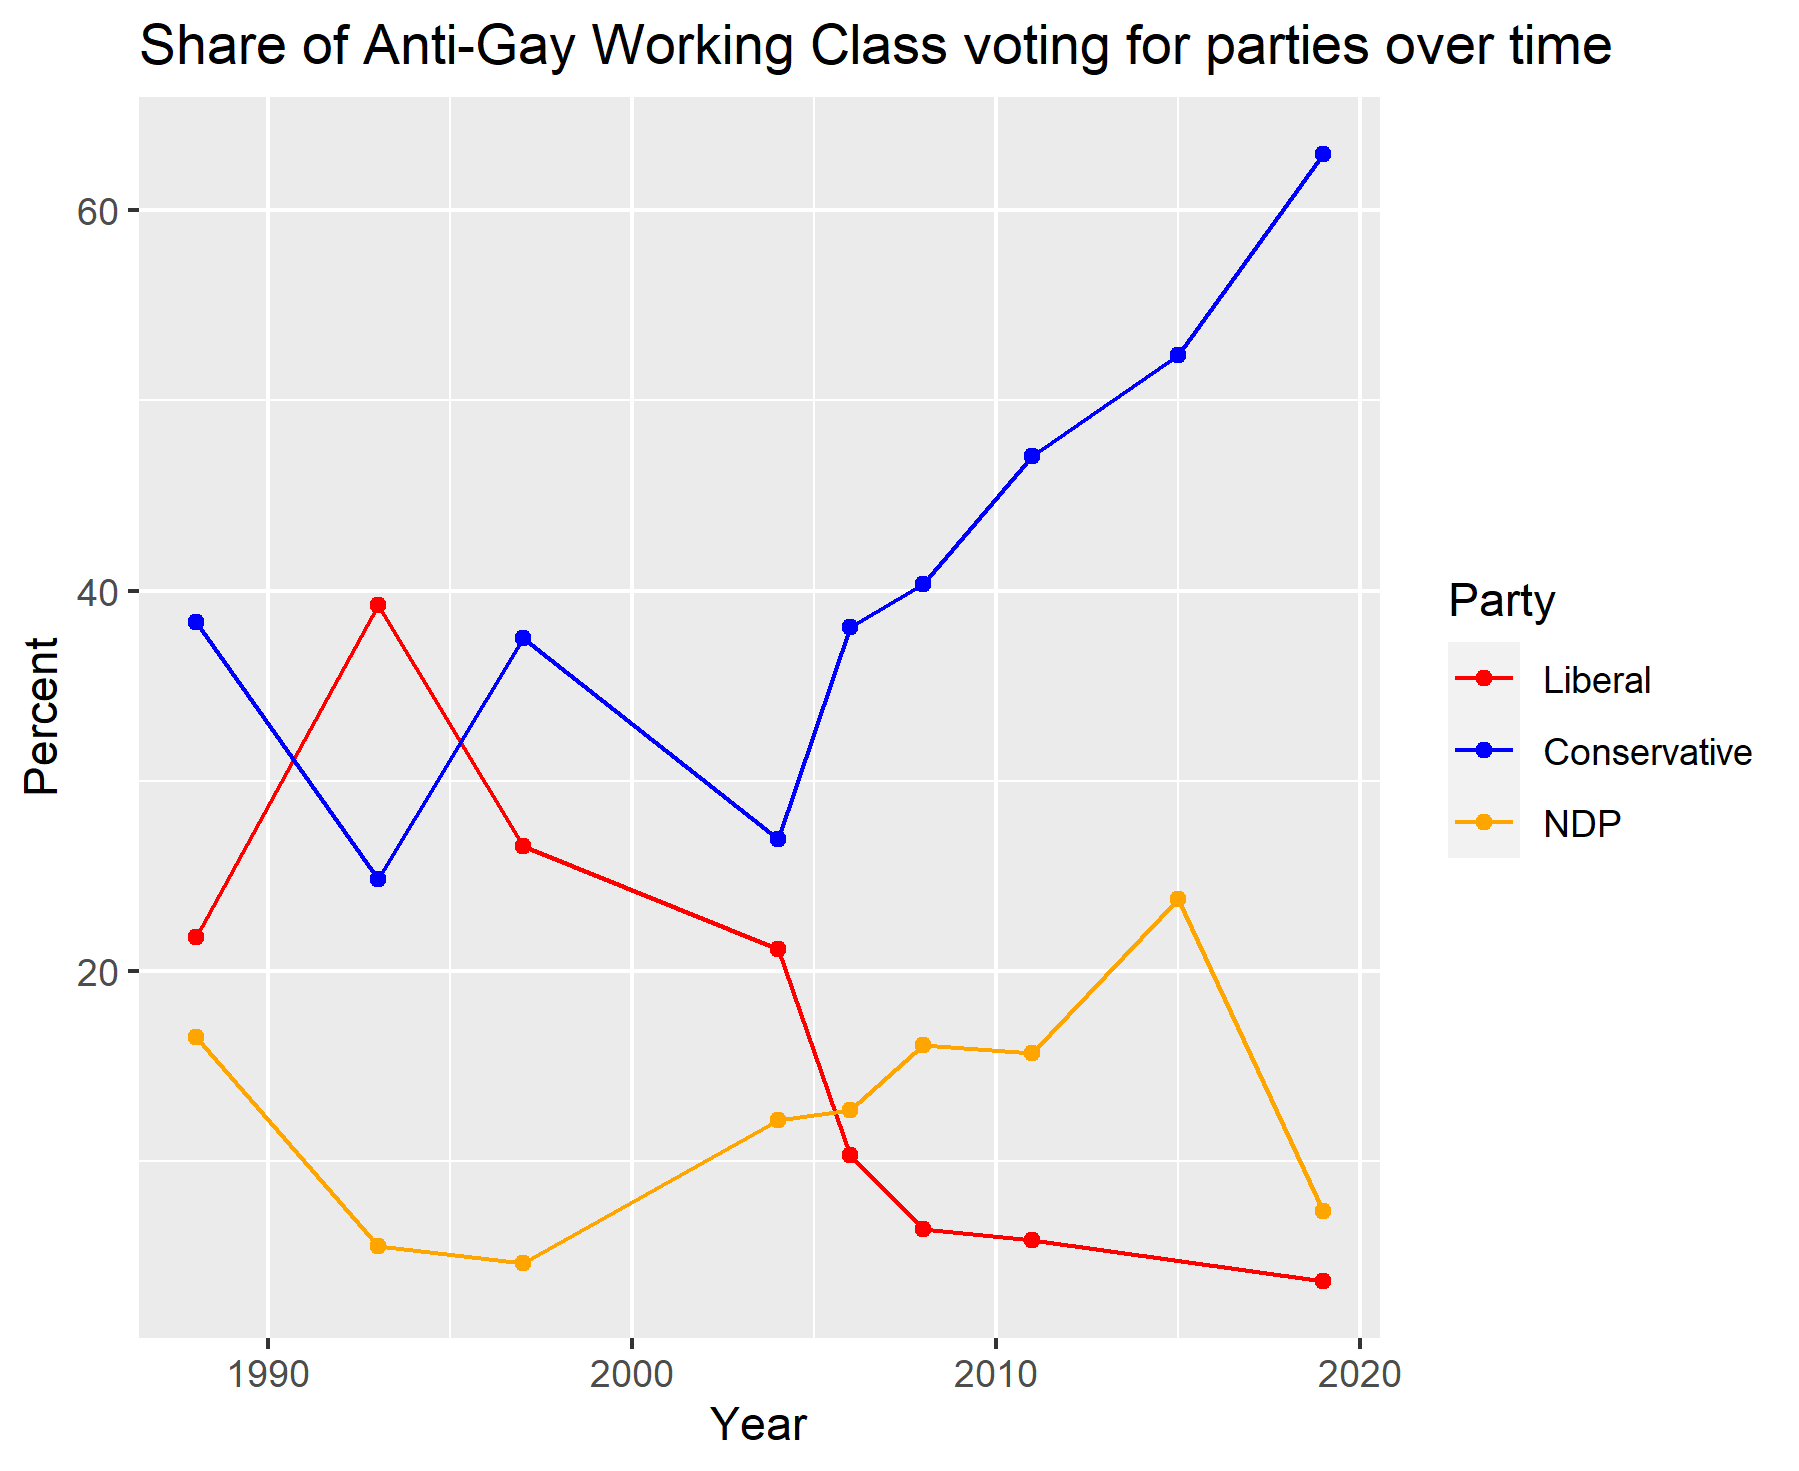 Share of Anti-Gay Working Class voting for parties over time
60
40
20
Percent
1990 2000 2010 2020
Year
Party
Liberal
Conservative
NDP